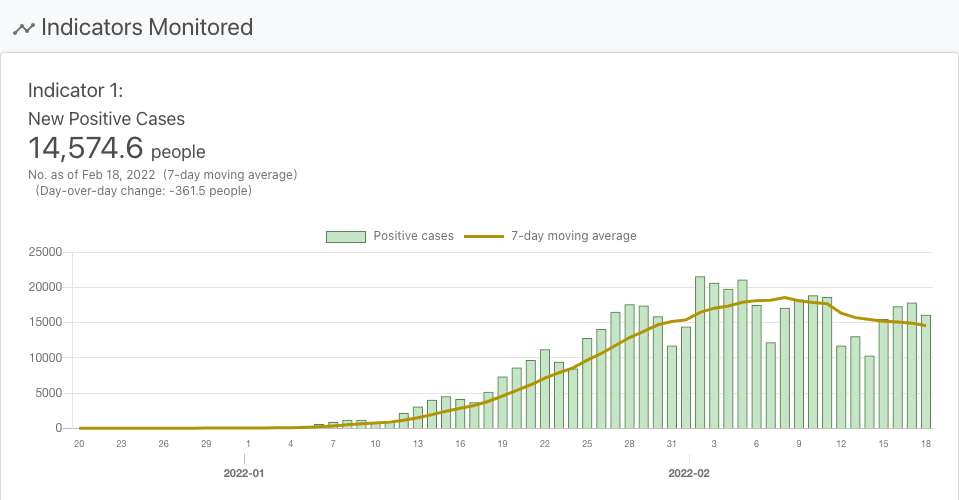 Indicators Monitored
Indicator 1:
New Positive Cases
14,574.6 people
No. as of Feb 18, 2022 (7-day moving average)
(Day-over-day change: -361.5 people)
Positive cases 7-day moving average
25000
20000
15000
10000
5000
0
20 23 26 29 1 4 7 10 13 16 19 22 25 28 31 3 6 9 12 15 18
2022-01 2022-02